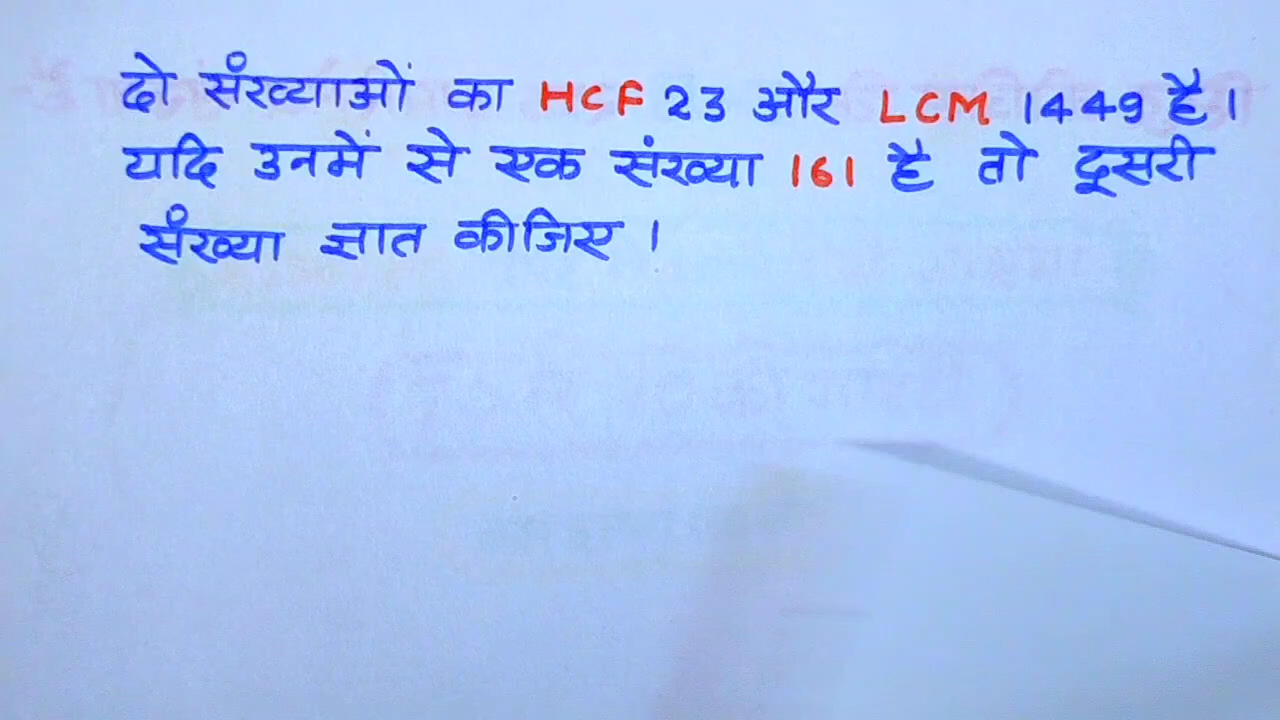 दो संख्याओं का HCF 23 और LCM 1449 है।
यदि उनमें से एक संख्या 161 है तो दूसरी
संख्या ज्ञात कीजिए।